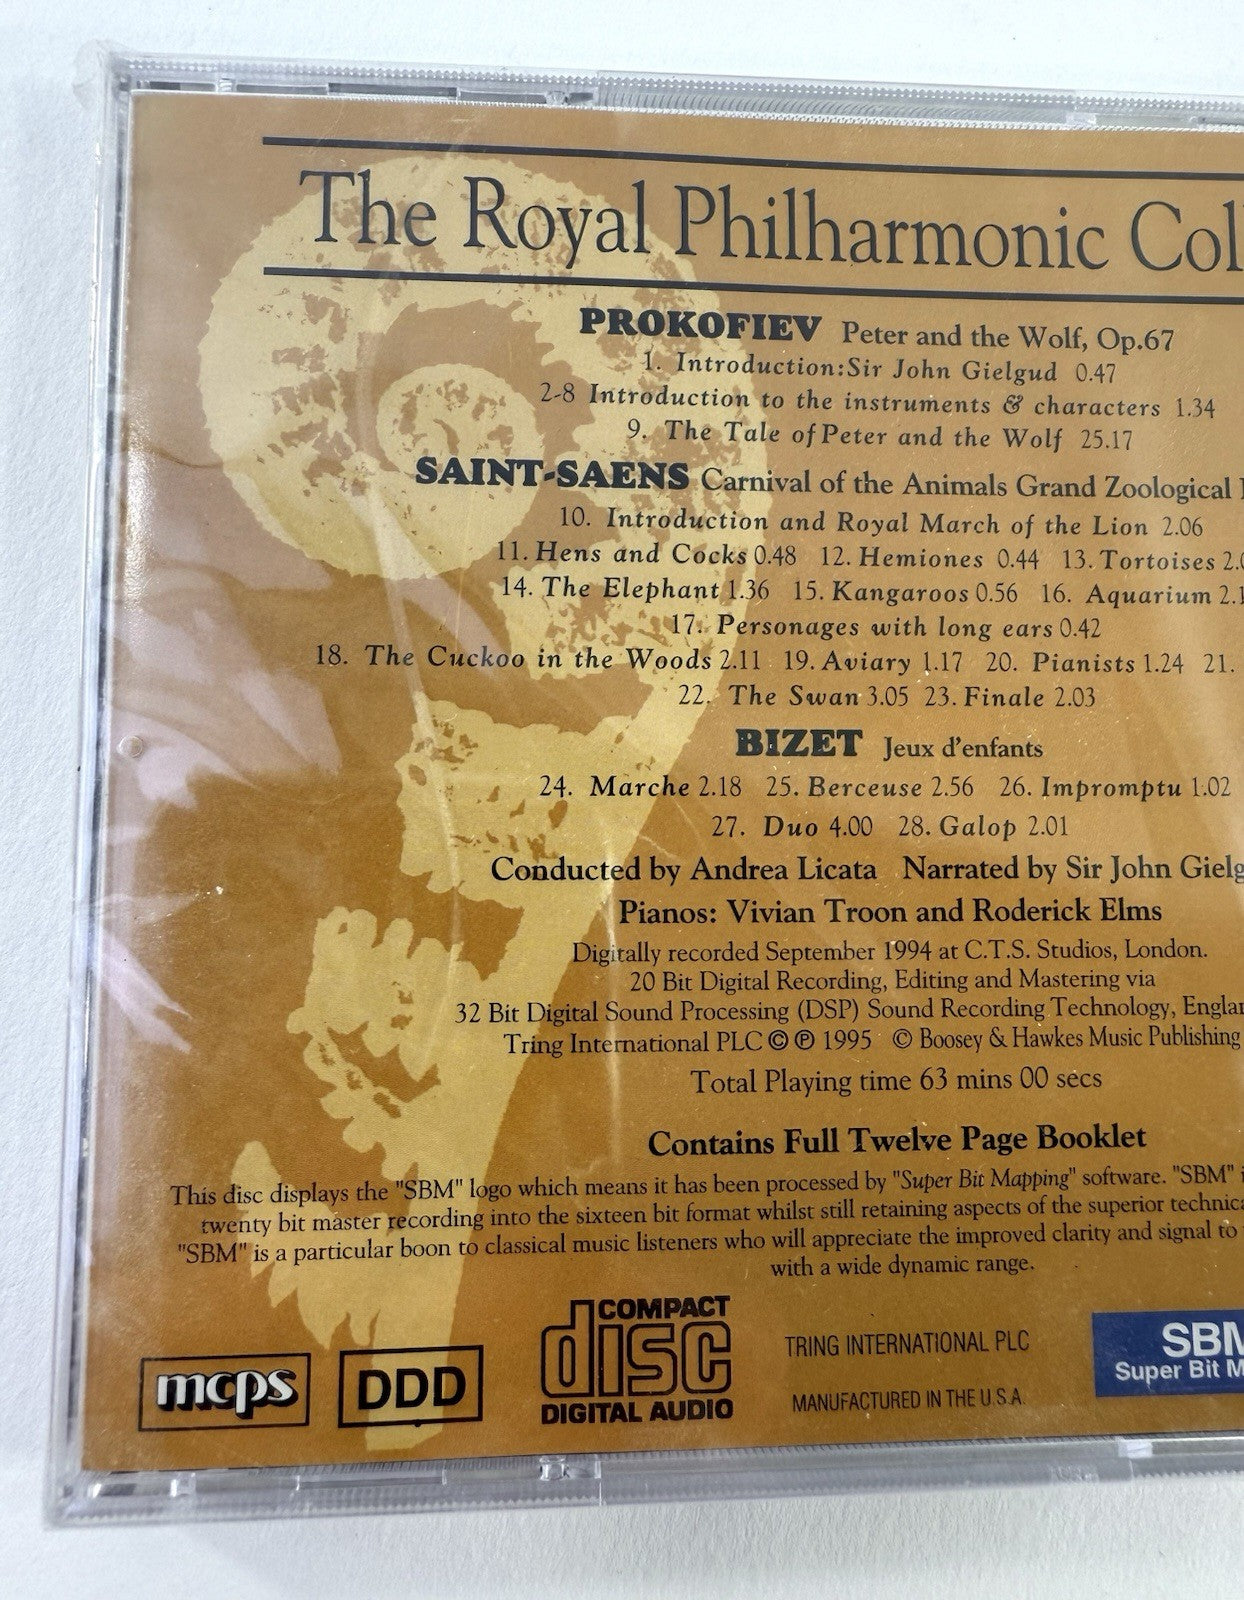 The Royal Philharmonic Coll
PROKOFIEV Peter and the Wolf, Op.67
1. Introduction:Sir John Gielgud 0.47
2-8 Introduction to the instruments & characters 1.34
9. The Tale of Peter and the Wolf 25.17
SAINT-SAENS Carnival of the Animals Grand Zoological
10. Introduction and Royal March of the Lion 2.06
11. Hens and Cocks 0.48 12. Hemiones 0.44 13. Tortoises 2.0
14. The Elephant 1.36 15. Kangaroos 0.56 16. Aquarium 2.1
17. Personages with long ears 0.42
18. The Cuckoo in the Woods 2.11 19. Aviary 1.17 20. Pianists 1.24 21.
22. The Swan 3.05 23. Finale 2.03
BIZET Jeux d'enfants
24. Marche 2.18 25. Berceuse 2.56 26. Impromptu 1.02
27. Duo 4.00 28. Galop 2.01
Conducted by Andrea Licata Narrated by Sir John Gielg
Pianos: Vivian Troon and Roderick Elms
Digitally recorded September 1994 at C.T.S. Studios, London.
20 Bit Digital Recording, Editing and Mastering via
32 Bit Digital Sound Processing (DSP) Sound Recording Technology, Englan
Tring International PLC © ℗ 1995 © Boosey & Hawkes Music Publishing
Total Playing time 63 mins 00 secs
Contains Full Twelve Page Booklet
This disc displays the "SBM" logo which means it has been processed by "Super Bit Mapping" software. "SBM" i
twenty bit master recording into the sixteen bit format whilst still retaining aspects of the superior technica
"SBM" is a particular boon to classical music listeners who will appreciate the improved clarity and signal to
with a wide dynamic range.
mcps
DDD
COMPACT
disc
DIGITAL AUDIO
TRING INTERNATIONAL PLC
MANUFACTURED IN THE U.S.A.
SBM
Super Bit M